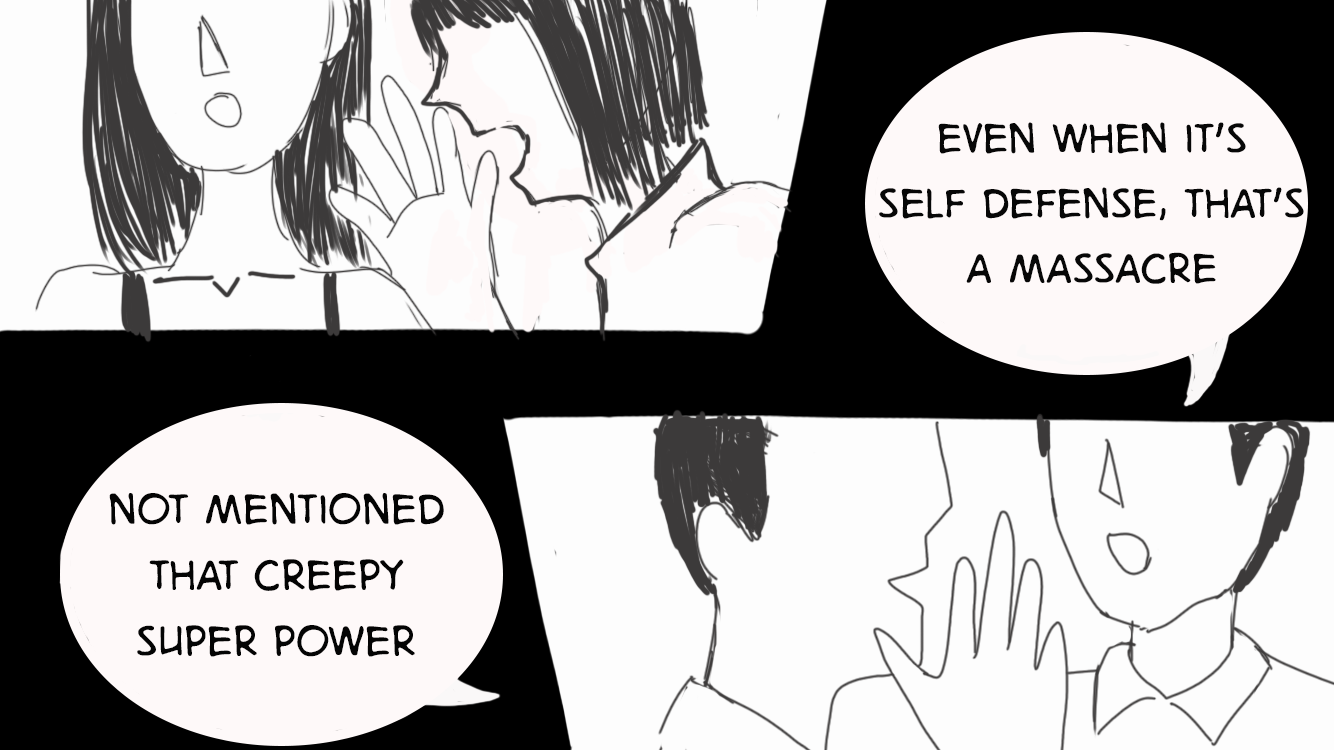 EVEN WHEN IT'S
SELF DEFENSE, THAT'S
A MASSACRE
NOT MENTIONED
THAT CREEPY
SUPER POWER